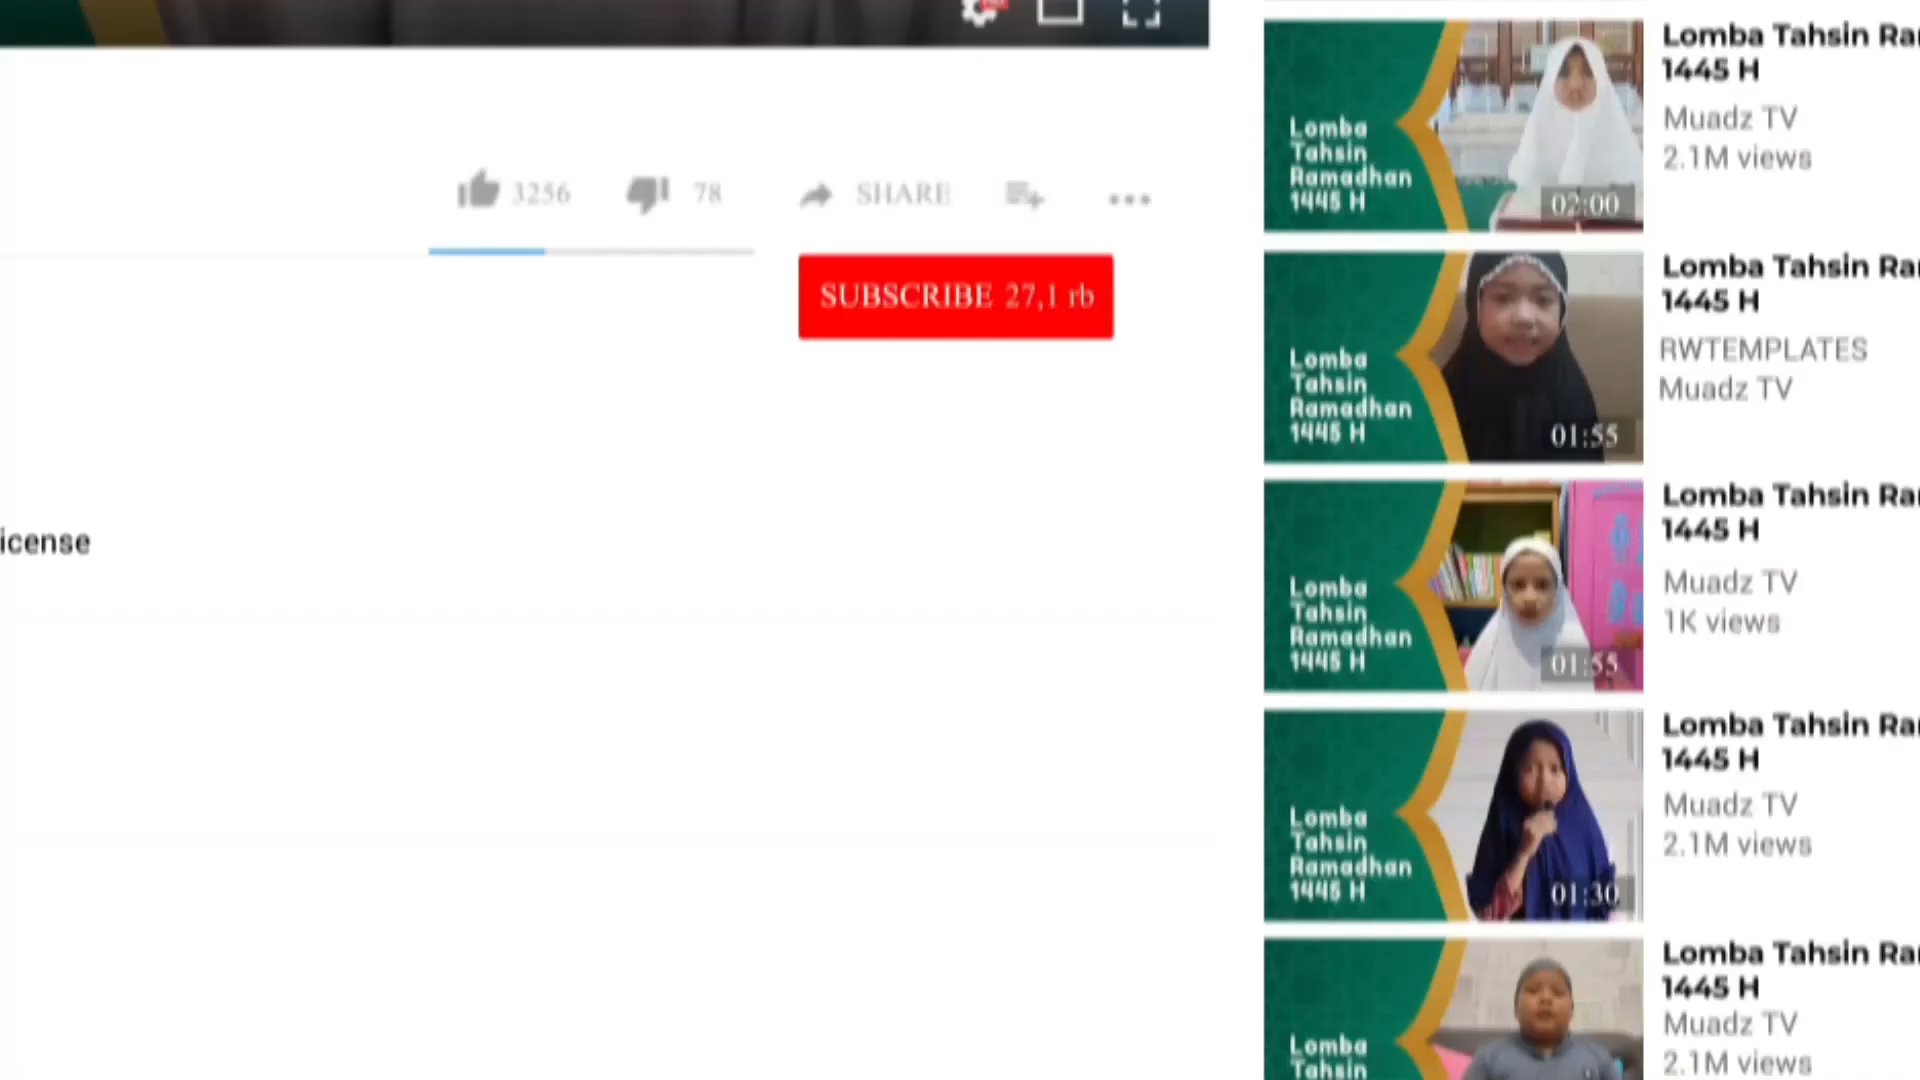 3256
78
SHARE
SUBSCRIBE 27,1 rb
icense
Lomba
Tahsin
Ramadhan
1445 H
02:00
Lomba Tahsin Ra
1445 H
Muadz TV
2.1M views
Lomba
Tahsin
Ramadhan
1445 H
01:55
Lomba Tahsin Ra
1445 H
RWTEMPLATES
Muadz TV
Lomba
Tahsin
Ramadhan
1445 H
01:55
Lomba Tahsin Ra
1445 H
Muadz TV
1K views
Lomba
Tahsin
Ramadhan
1445 H
01:30
Lomba Tahsin Ra
1445 H
Muadz TV
2.1M views
Lomba
Tahsin
Lomba Tahsin Ra
1445 H
Muadz TV
2.1M views